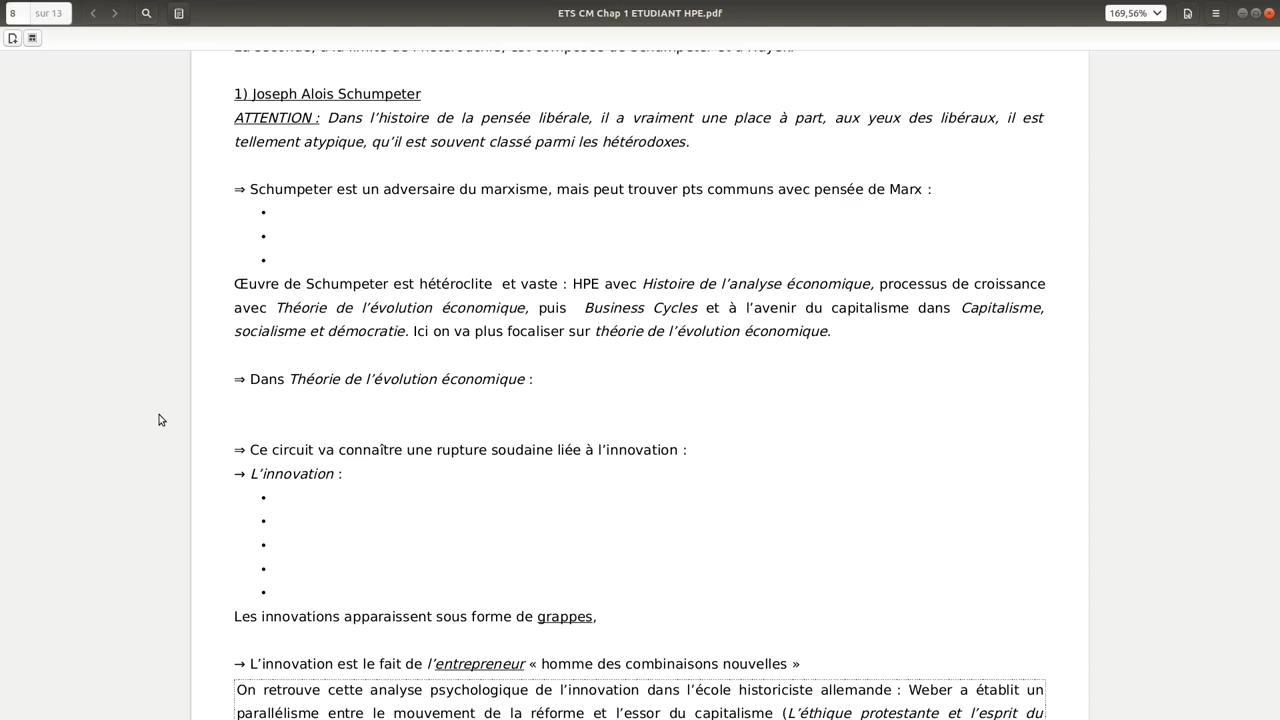 8 sur 13
ETS CM Chap 1 ETUDIANT HPE.pdf
169,56%
1) Joseph Alois Schumpeter
ATTENTION : Dans l’histoire de la pensée libérale, il a vraiment une place à part, aux yeux des libéraux, il est
tellement atypique, qu’il est souvent classé parmi les hétérodoxes.
⇒ Schumpeter est un adversaire du marxisme, mais peut trouver pts communs avec pensée de Marx :
•
•
•
Œuvre de Schumpeter est hétéroclite et vaste : HPE avec Histoire de l’analyse économique, processus de croissance
avec Théorie de l’évolution économique, puis Business Cycles et à l’avenir du capitalisme dans Capitalisme,
socialisme et démocratie. Ici on va plus focaliser sur théorie de l’évolution économique.
⇒ Dans Théorie de l’évolution économique :
⇒ Ce circuit va connaître une rupture soudaine liée à l’innovation :
→ L’innovation :
•
•
•
•
•
Les innovations apparaissent sous forme de grappes,
→ L’innovation est le fait de l’entrepreneur « homme des combinaisons nouvelles »
On retrouve cette analyse psychologique de l’innovation dans l’école historiciste allemande : Weber a établit un
parallélisme entre le mouvement de la réforme et l’essor du capitalisme (L’éthique protestante et l’esprit du